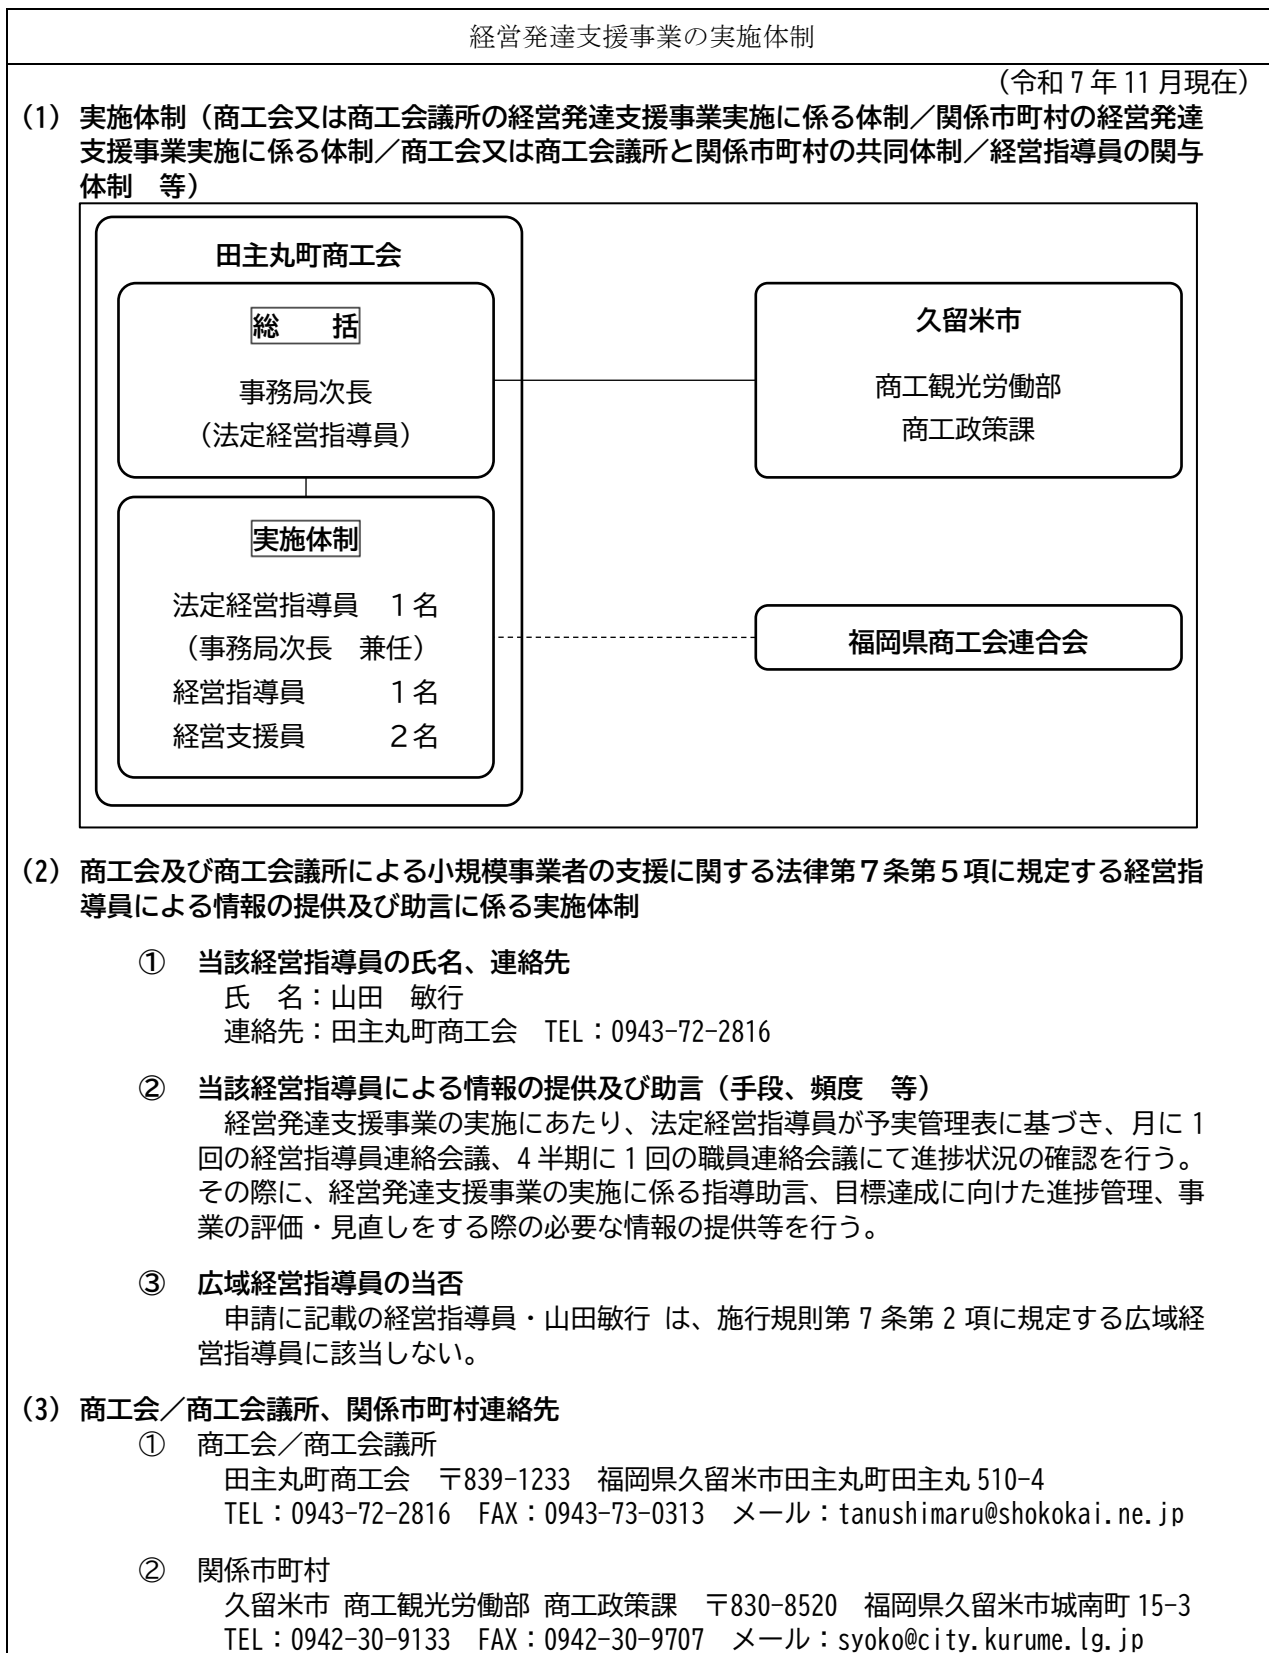 経営発達支援事業の実施体制
（令和7年11月現在）
(1) 実施体制（商工会又は商工会議所の経営発達支援事業実施に係る体制／関係市町村の経営発達
支援事業実施に係る体制／商工会又は商工会議所と関係市町村の共同体制／経営指導員の関与
体制　等）
田主丸町商工会
総　　括
事務局次長
（法定経営指導員）
久留米市
商工観光労働部
商工政策課
実施体制
法定経営指導員　１名
（事務局次長　兼任）
経営指導員　　　１名
経営支援員　　　２名
福岡県商工会連合会
(2) 商工会及び商工会議所による小規模事業者の支援に関する法律第７条第５項に規定する経営指
導員による情報の提供及び助言に係る実施体制
①　当該経営指導員の氏名、連絡先
氏　名：山田　敏行
連絡先：田主丸町商工会　TEL：0943-72-2816
②　当該経営指導員による情報の提供及び助言（手段、頻度　等）
経営発達支援事業の実施にあたり、法定経営指導員が予実管理表に基づき、月に1
回の経営指導員連絡会議、4半期に1回の職員連絡会議にて進捗状況の確認を行う。
その際に、経営発達支援事業の実施に係る指導助言、目標達成に向けた進捗管理、事
業の評価・見直しをする際の必要な情報の提供等を行う。
③　広域経営指導員の当否
申請に記載の経営指導員・山田敏行 は、施行規則第7条第2項に規定する広域経
営指導員に該当しない。
(3) 商工会／商工会議所、関係市町村連絡先
①　商工会／商工会議所
田主丸町商工会　〒839-1233　福岡県久留米市田主丸町田主丸510-4
TEL：0943-72-2816　FAX：0943-73-0313　メール：tanushimaru@shokokai.ne.jp
②　関係市町村
久留米市 商工観光労働部 商工政策課　〒830-8520　福岡県久留米市城南町15-3
TEL：0942-30-9133　FAX：0942-30-9707　メール：syoko@city.kurume.lg.jp